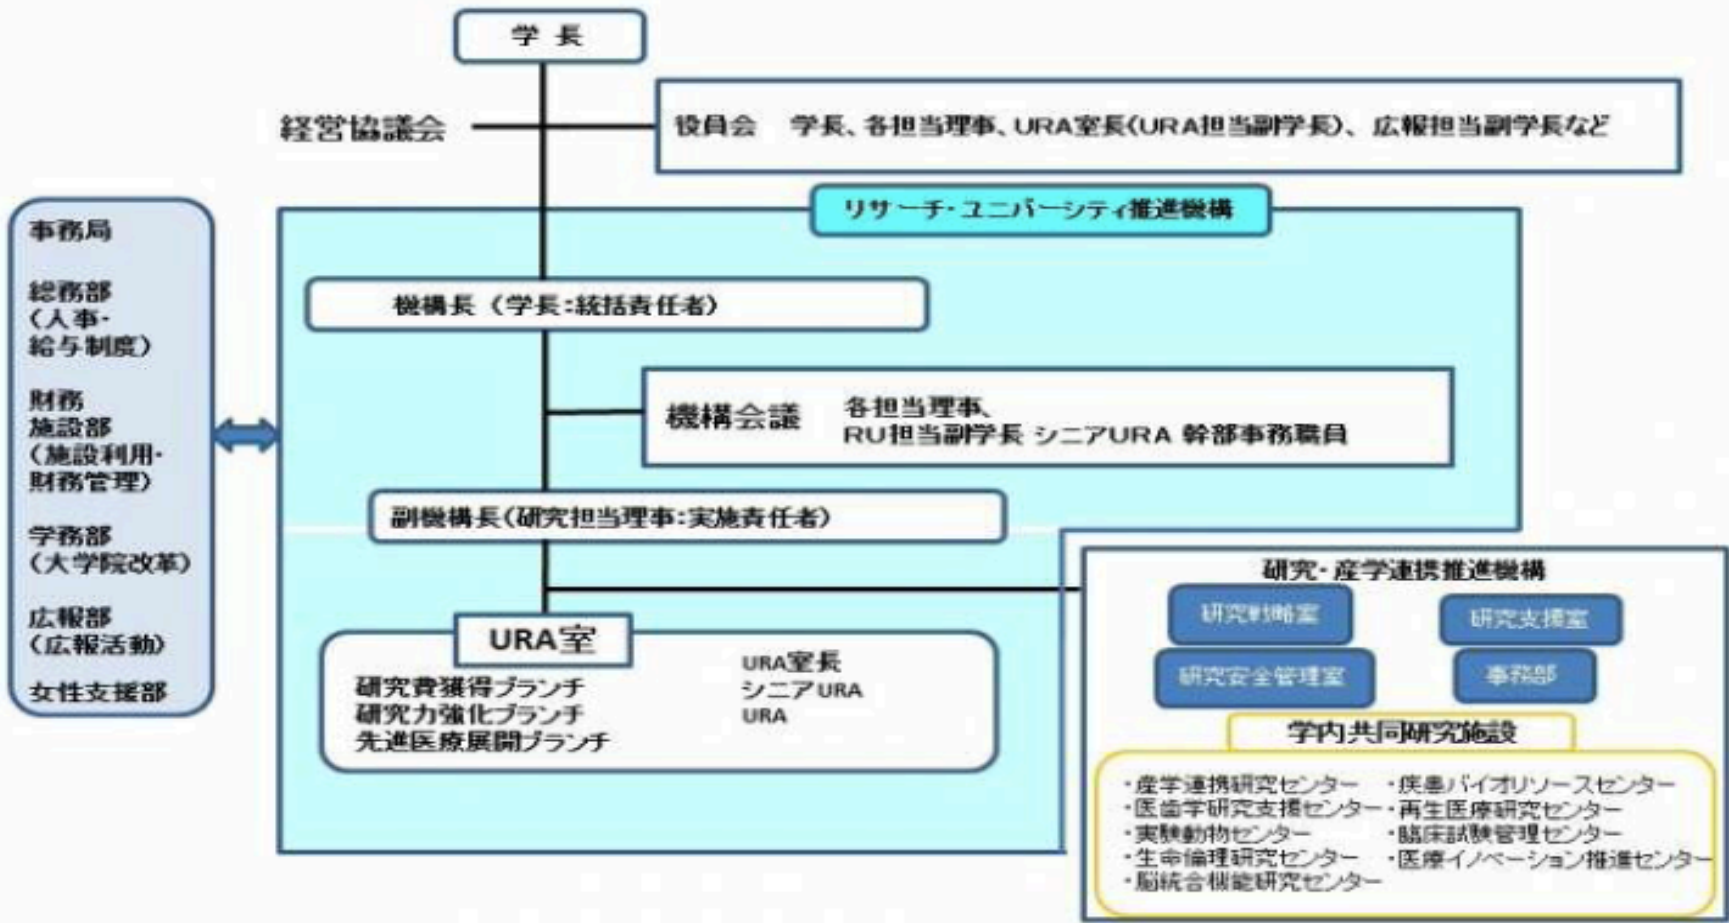 学 長
経営協議会
役員会 学長、各担当理事、URA室長(URA担当副学長)、広報担当副学長など
リサーチ・ユニバーシティ推進機構
事務局
総務部
(人事・
給与制度)
財務
施設部
(施設利用・
財務管理)
学務部
(大学院改革)
広報部
(広報活動)
女性支援部
機構長 (学長:統括責任者)
機構会議
各担当理事、
RU担当副学長 シニアURA 幹部事務職員
副機構長(研究担当理事:実施責任者)
URA室
研究費獲得ブランチ
研究力強化ブランチ
先進医療展開ブランチ
URA室長
シニアURA
URA
研究・産学連携推進機構
研究戦略室
研究支援室
研究安全管理室
事務部
学内共同研究施設
・産学連携研究センター
・医歯学研究支援センター
・実験動物センター
・生命倫理研究センター
・脳統合機能研究センター
・疾患バイオリソースセンター
・再生医療研究センター
・臨床試験管理センター
・医療イノベーション推進センター